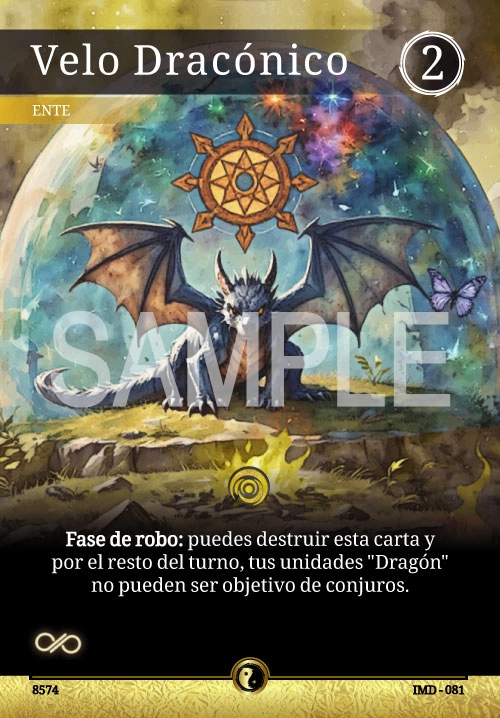 Velo Dracónico
2
ENTE
SAMPLE
Fase de robo: puedes destruir esta carta y
por el resto del turno, tus unidades "Dragón"
no pueden ser objetivo de conjuros.
8574
IMD - 081